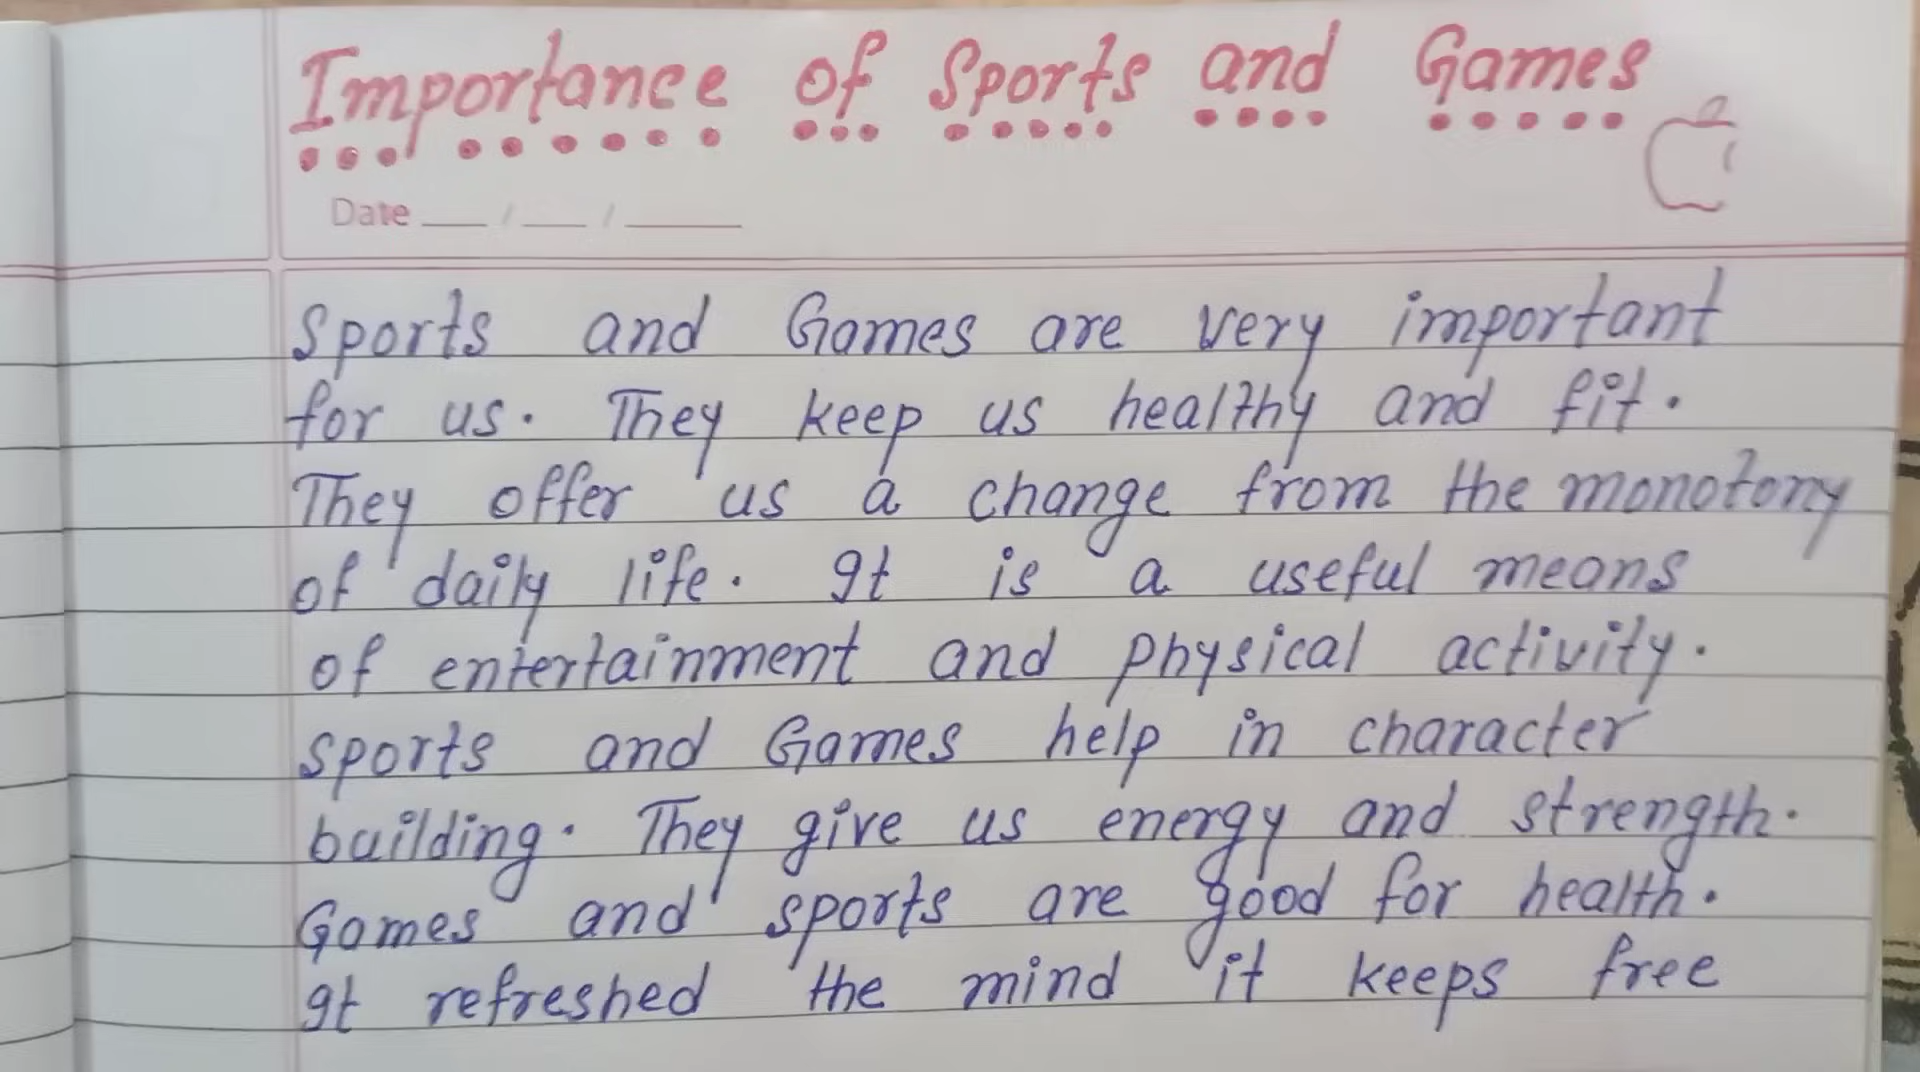 Importance of Sports and Games
Date __ / __ / ____
Sports and Games are very important
for us. They keep us healthy and fit.
They offer us a change from the monotony
of daily life. It is a useful means
of entertainment and physical activity.
sports and Games help in character
building. They give us energy and strength.
Games and sports are good for health.
It refreshed the mind it keeps free